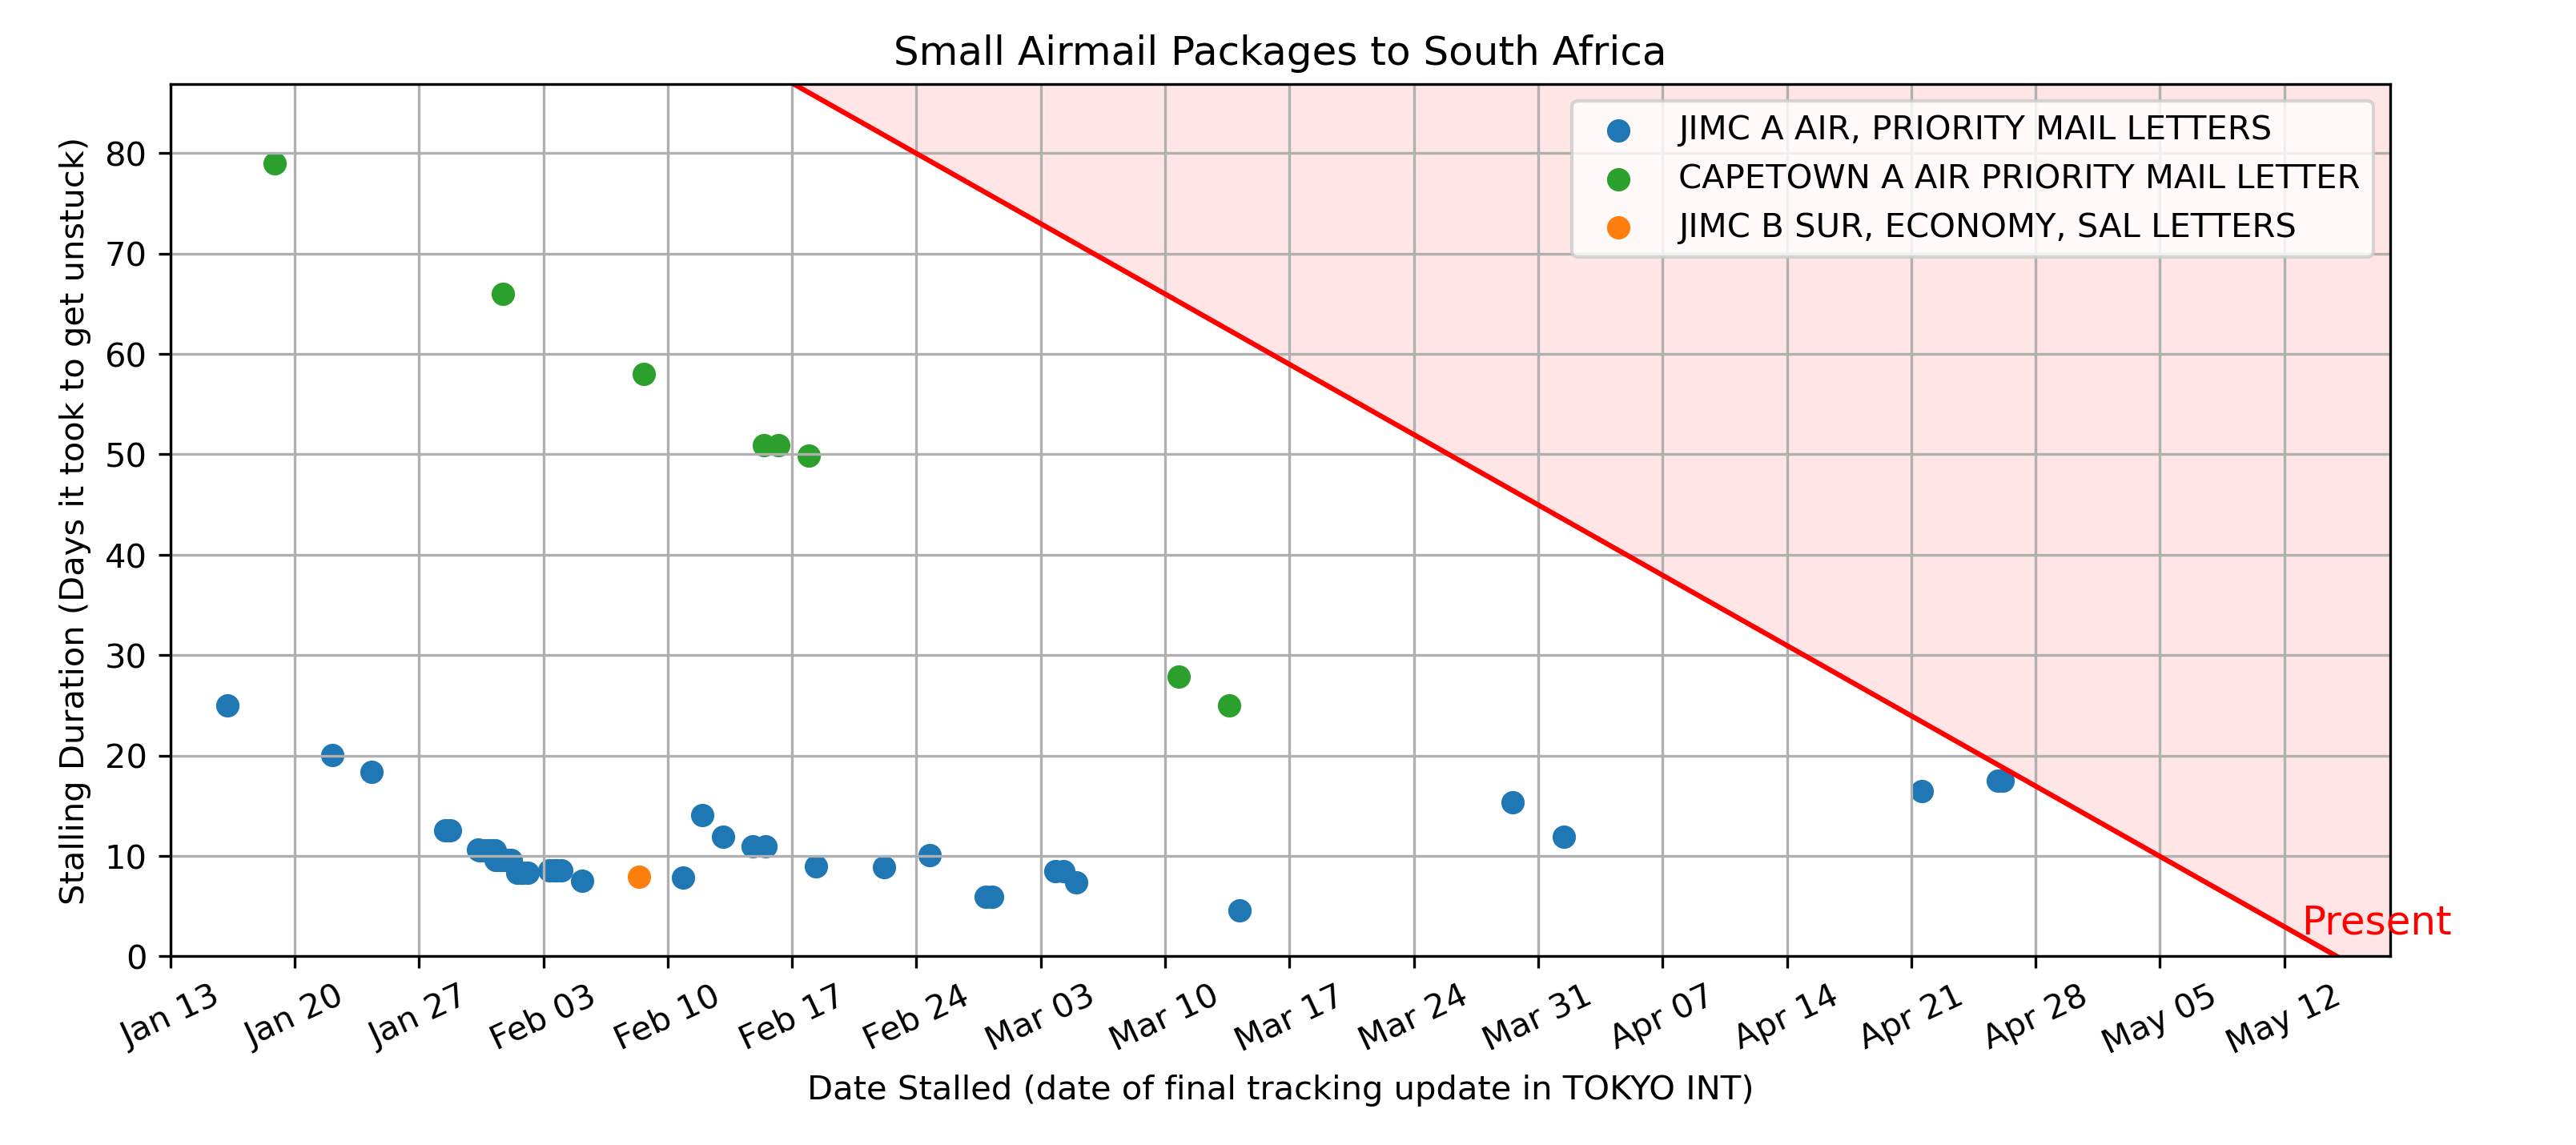 Small Airmail Packages to South Africa
JIMC A AIR, PRIORITY MAIL LETTERS
CAPETOWN A AIR PRIORITY MAIL LETTER
JIMC B SUR, ECONOMY, SAL LETTERS
Stalling Duration (Days it took to get unstuck)
80
70
60
50
40
30
20
10
0
Present
Jan 13
Jan 20
Jan 27
Feb 03
Feb 10
Feb 17
Feb 24
Mar 03
Mar 10
Mar 17
Mar 24
Mar 31
Apr 07
Apr 14
Apr 21
Apr 28
May 05
May 12
Date Stalled (date of final tracking update in TOKYO INT)